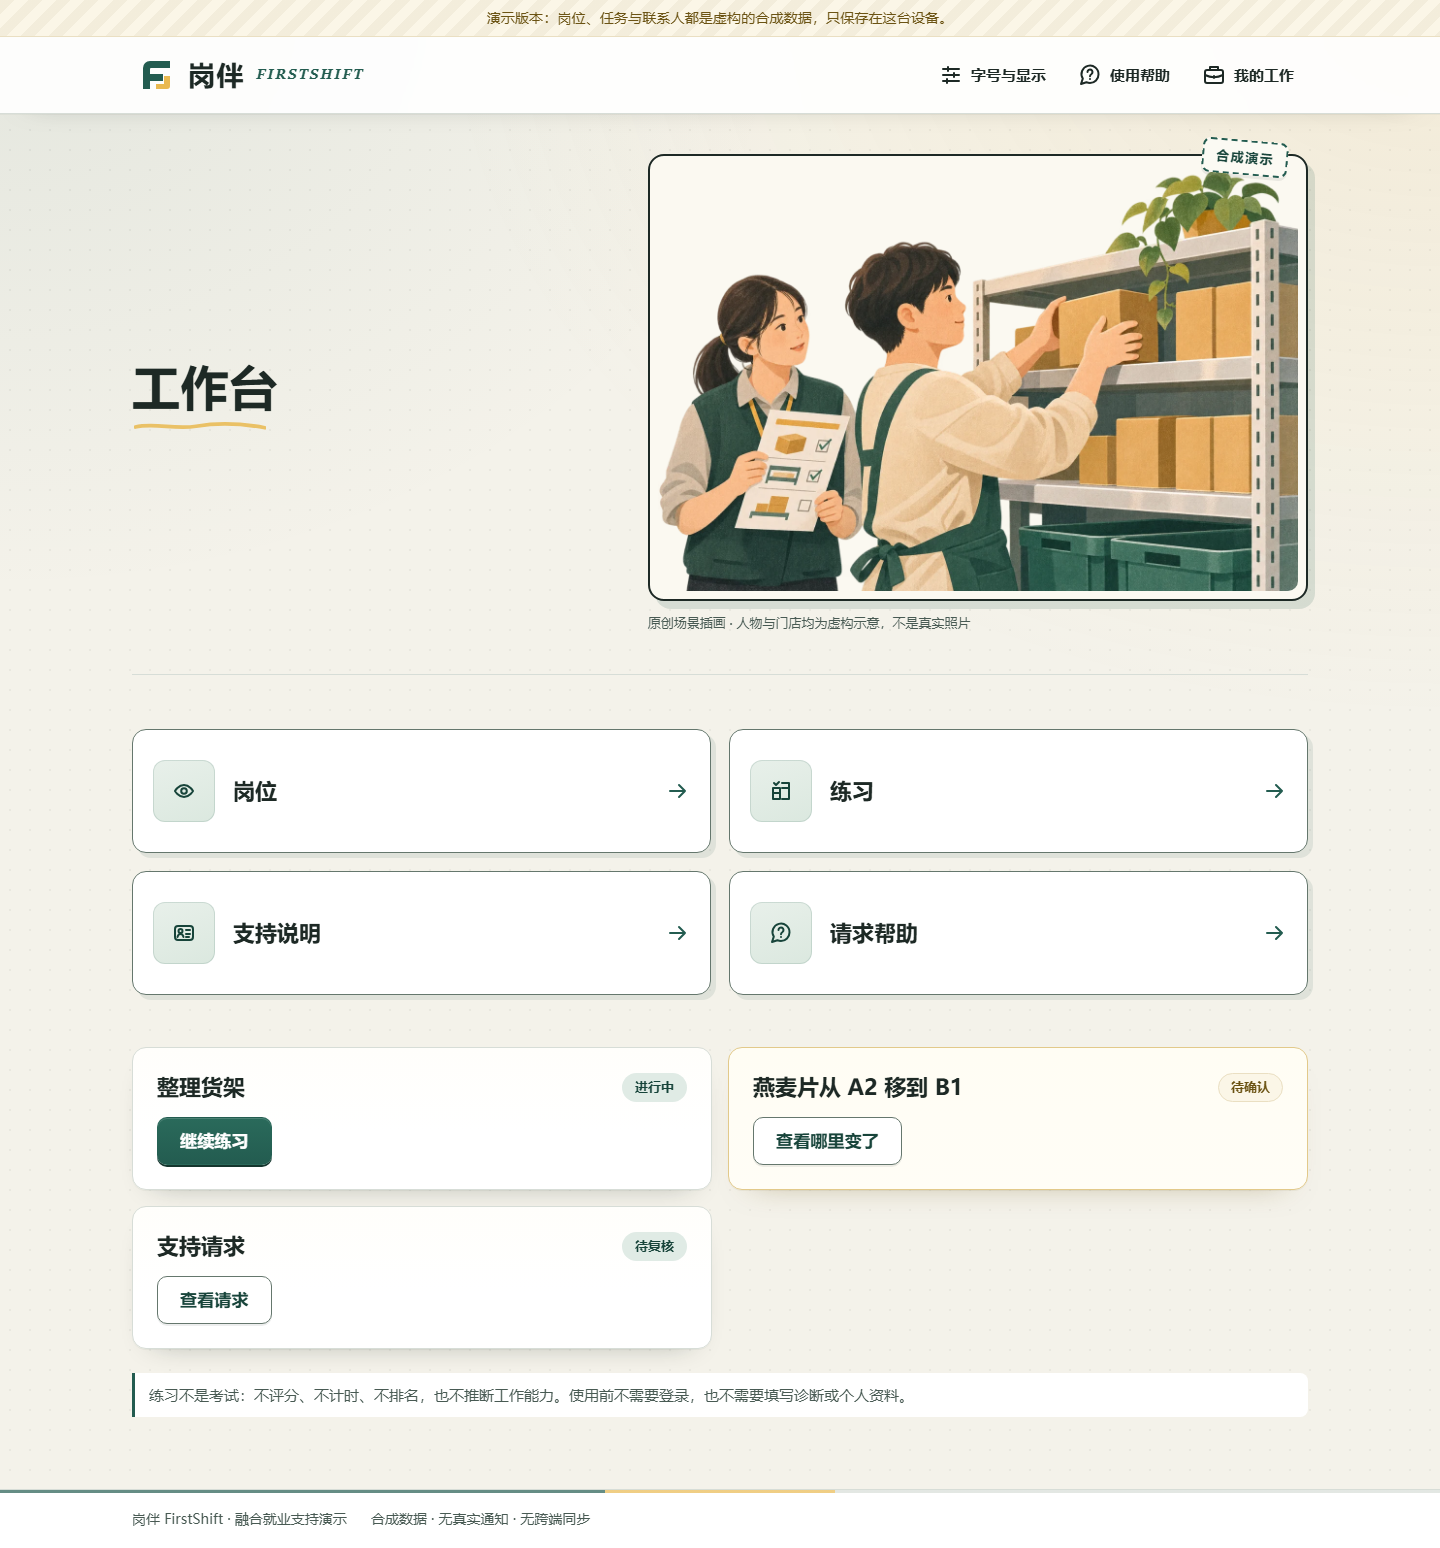 演示版本：岗位、任务与联系人都是虚构的合成数据，只保存在这台设备。
岗伴 FIRSTSHIFT
字号与显示
使用帮助
我的工作
合成演示
工作台
原创场景插画 · 人物与门店均为虚构示意，不是真实照片
岗位
练习
支持说明
请求帮助
整理货架
进行中
继续练习
燕麦片从 A2 移到 B1
待确认
查看哪里变了
支持请求
待复核
查看请求
练习不是考试：不评分、不计时、不排名，也不推断工作能力。使用前不需要登录，也不需要填写诊断或个人资料。
岗伴 FirstShift · 融合就业支持演示
合成数据 · 无真实通知 · 无跨端同步